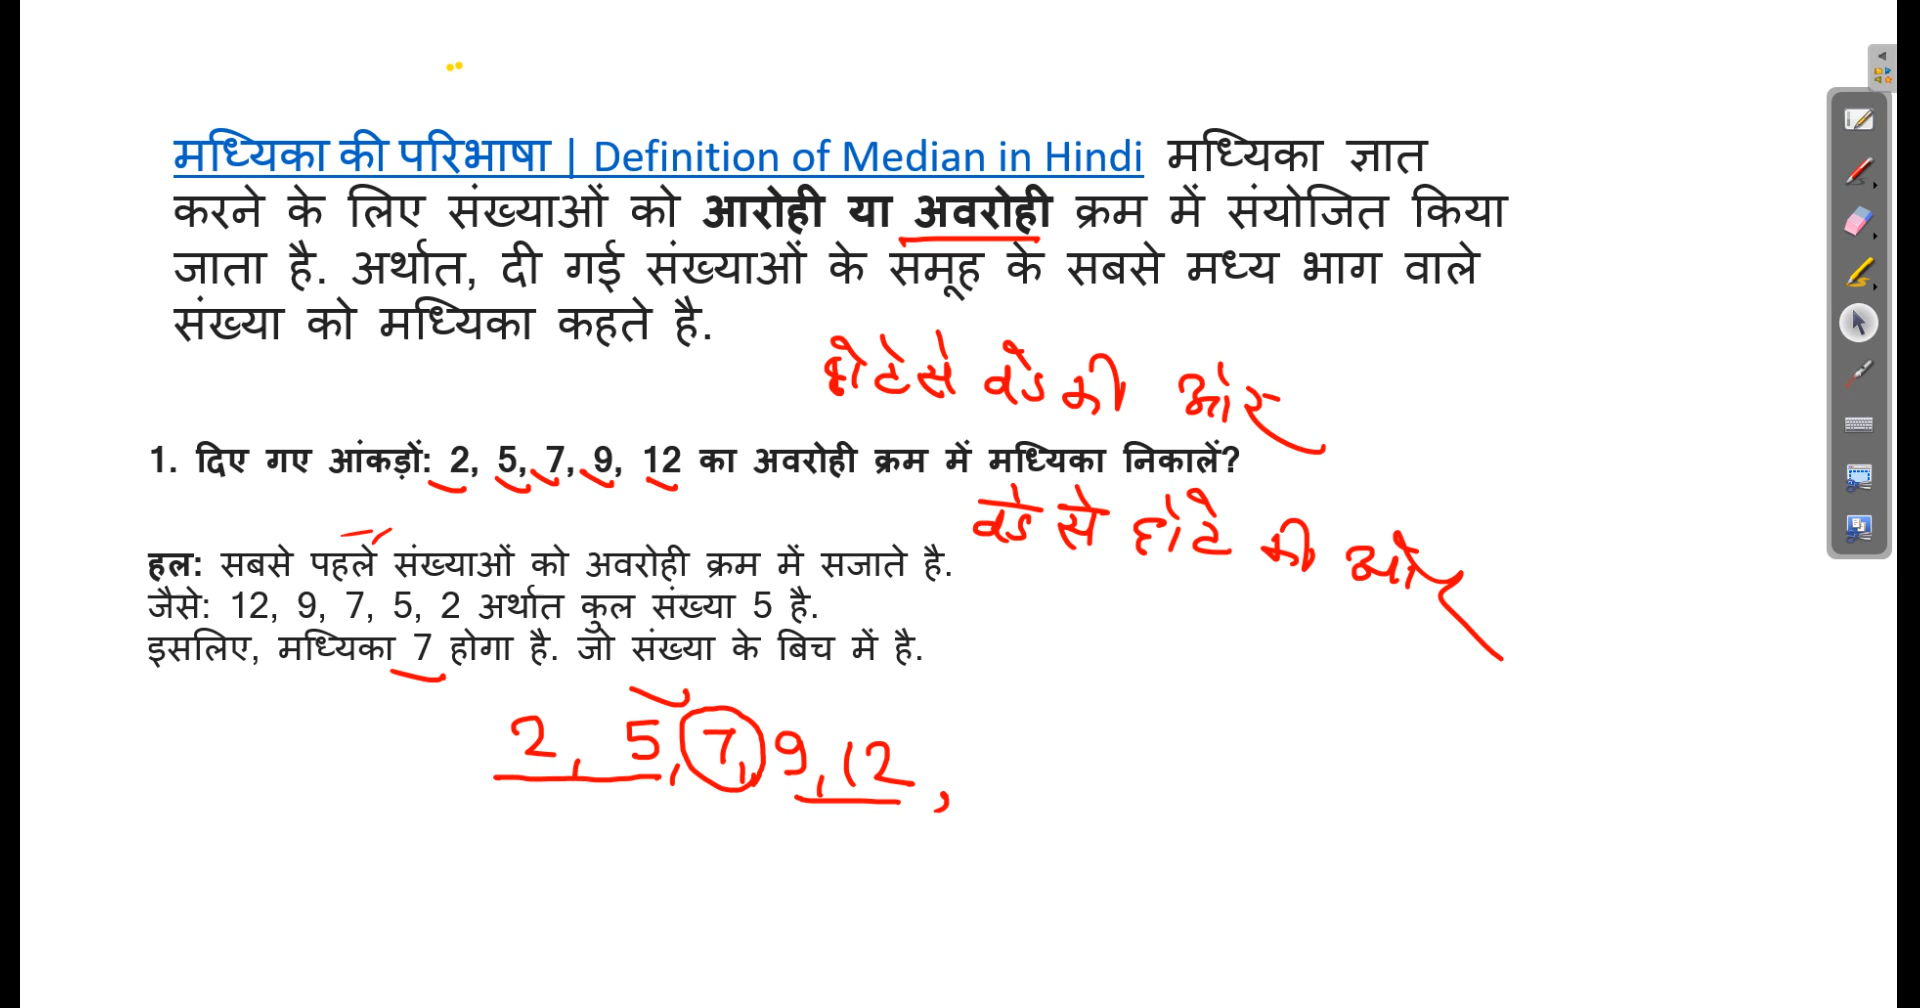 मध्यिका की परिभाषा | Definition of Median in Hindi मध्यिका ज्ञात
करने के लिए संख्याओं को आरोही या अवरोही क्रम में संयोजित किया
जाता है. अर्थात, दी गई संख्याओं के समूह के सबसे मध्य भाग वाले
संख्या को मध्यिका कहते है.
छोटे से बडे की ओर
1. दिए गए आंकड़ों: 2, 5, 7, 9, 12 का अवरोही क्रम में मध्यिका निकालें?
बडे से छोटे की ओर
हल: सबसे पहले संख्याओं को अवरोही क्रम में सजाते है.
जैसे: 12, 9, 7, 5, 2 अर्थात कुल संख्या 5 है.
इसलिए, मध्यिका 7 होगा है. जो संख्या के बिच में है.
2, 5, 7, 9, 12,